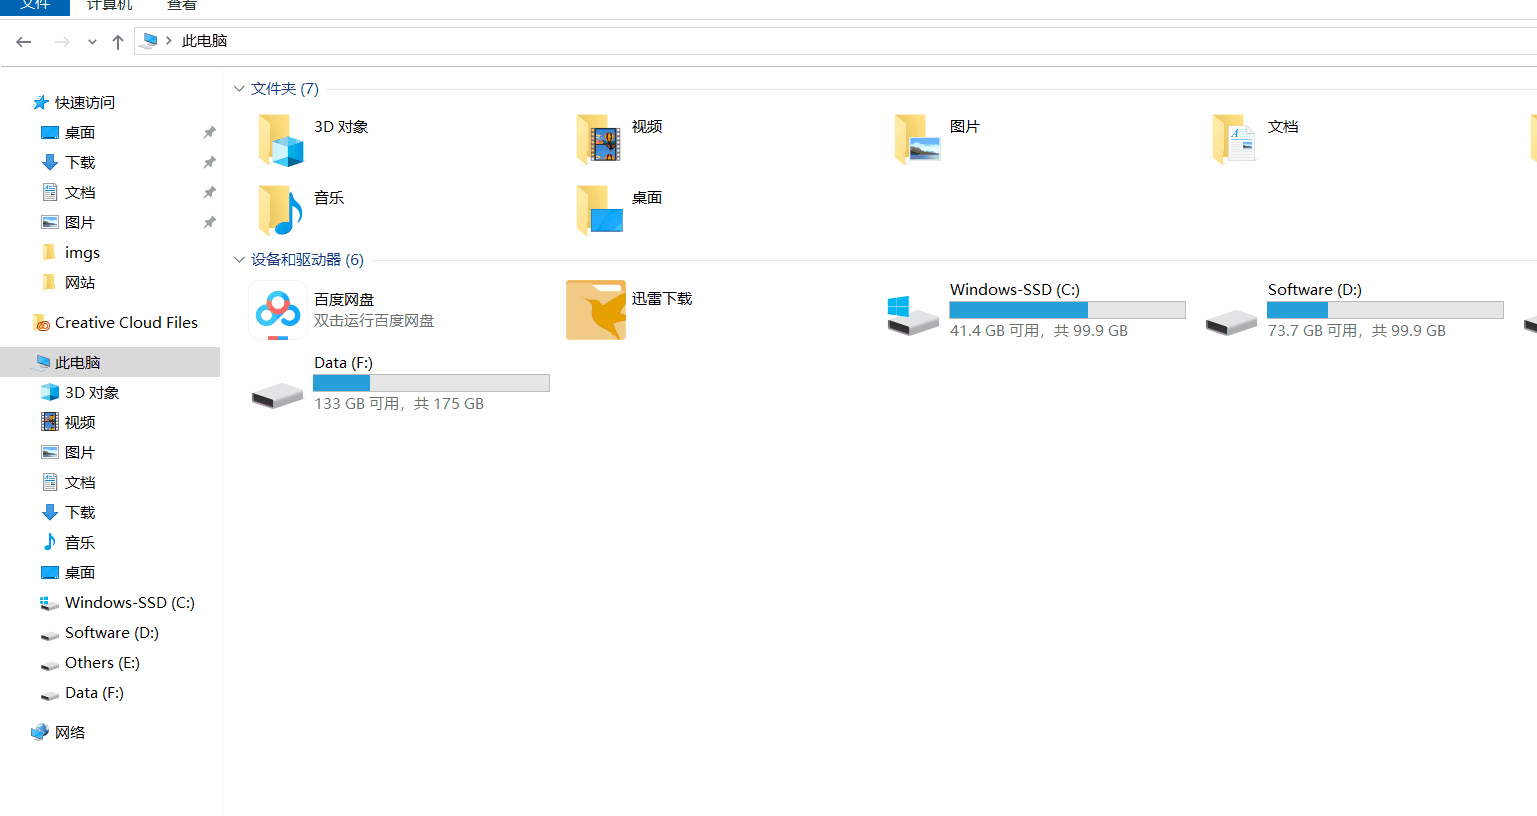 文件 计算机 查看
此电脑
快速访问
桌面
下载
文档
图片
imgs
网站
Creative Cloud Files
此电脑
3D 对象
视频
图片
文档
下载
音乐
桌面
Windows-SSD (C:)
Software (D:)
Others (E:)
Data (F:)
网络
文件夹 (7)
3D 对象
视频
图片
文档
音乐
桌面
设备和驱动器 (6)
百度网盘
双击运行百度网盘
迅雷下载
Windows-SSD (C:)
41.4 GB 可用，共 99.9 GB
Software (D:)
73.7 GB 可用，共 99.9 GB
Data (F:)
133 GB 可用，共 175 GB